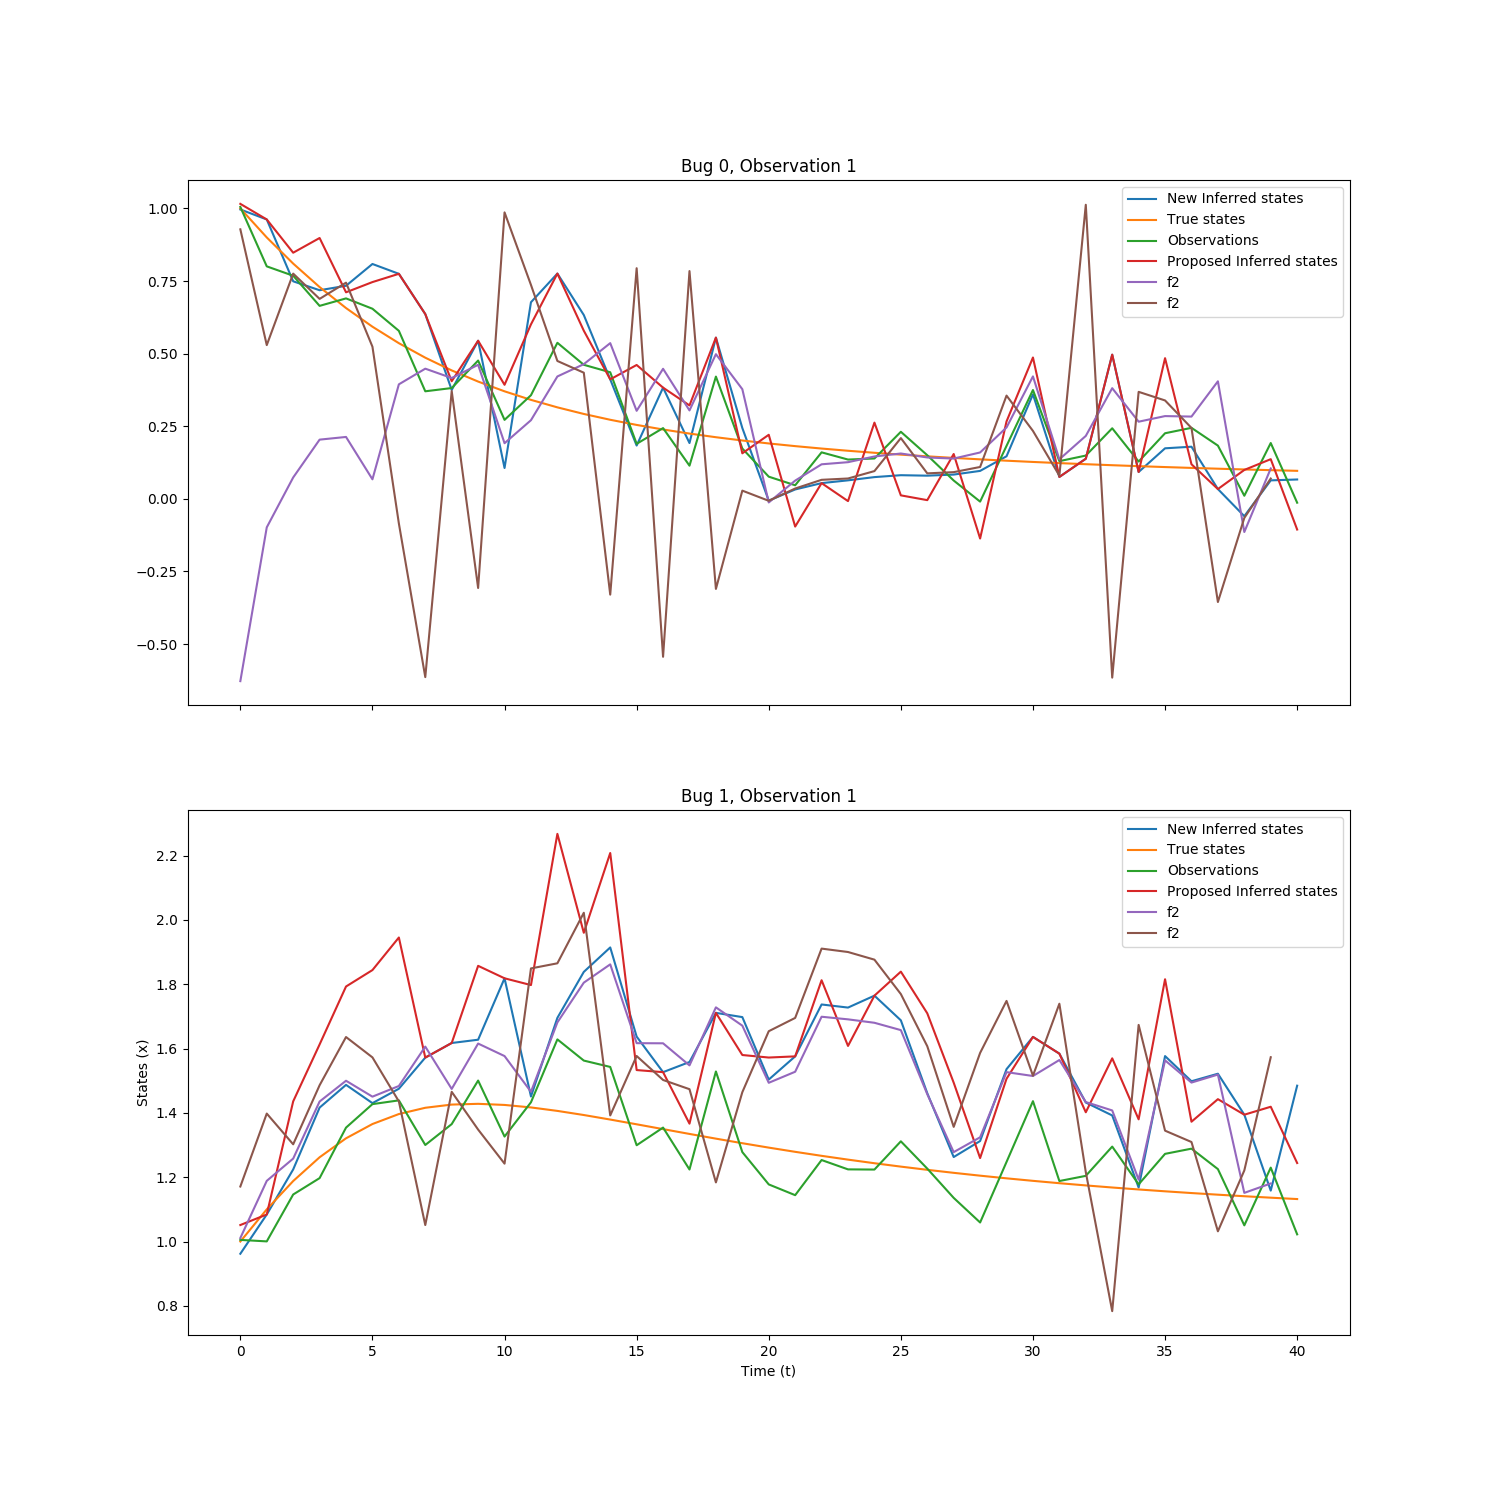 Bug 0, Observation 1
1.00
0.75
0.50
0.25
0.00
−0.25
−0.50
New Inferred states
True states
Observations
Proposed Inferred states
f2
f2
Bug 1, Observation 1
States (x)
2.2
2.0
1.8
1.6
1.4
1.2
1.0
0.8
New Inferred states
True states
Observations
Proposed Inferred states
f2
f2
0 5 10 15 20 25 30 35 40
Time (t)